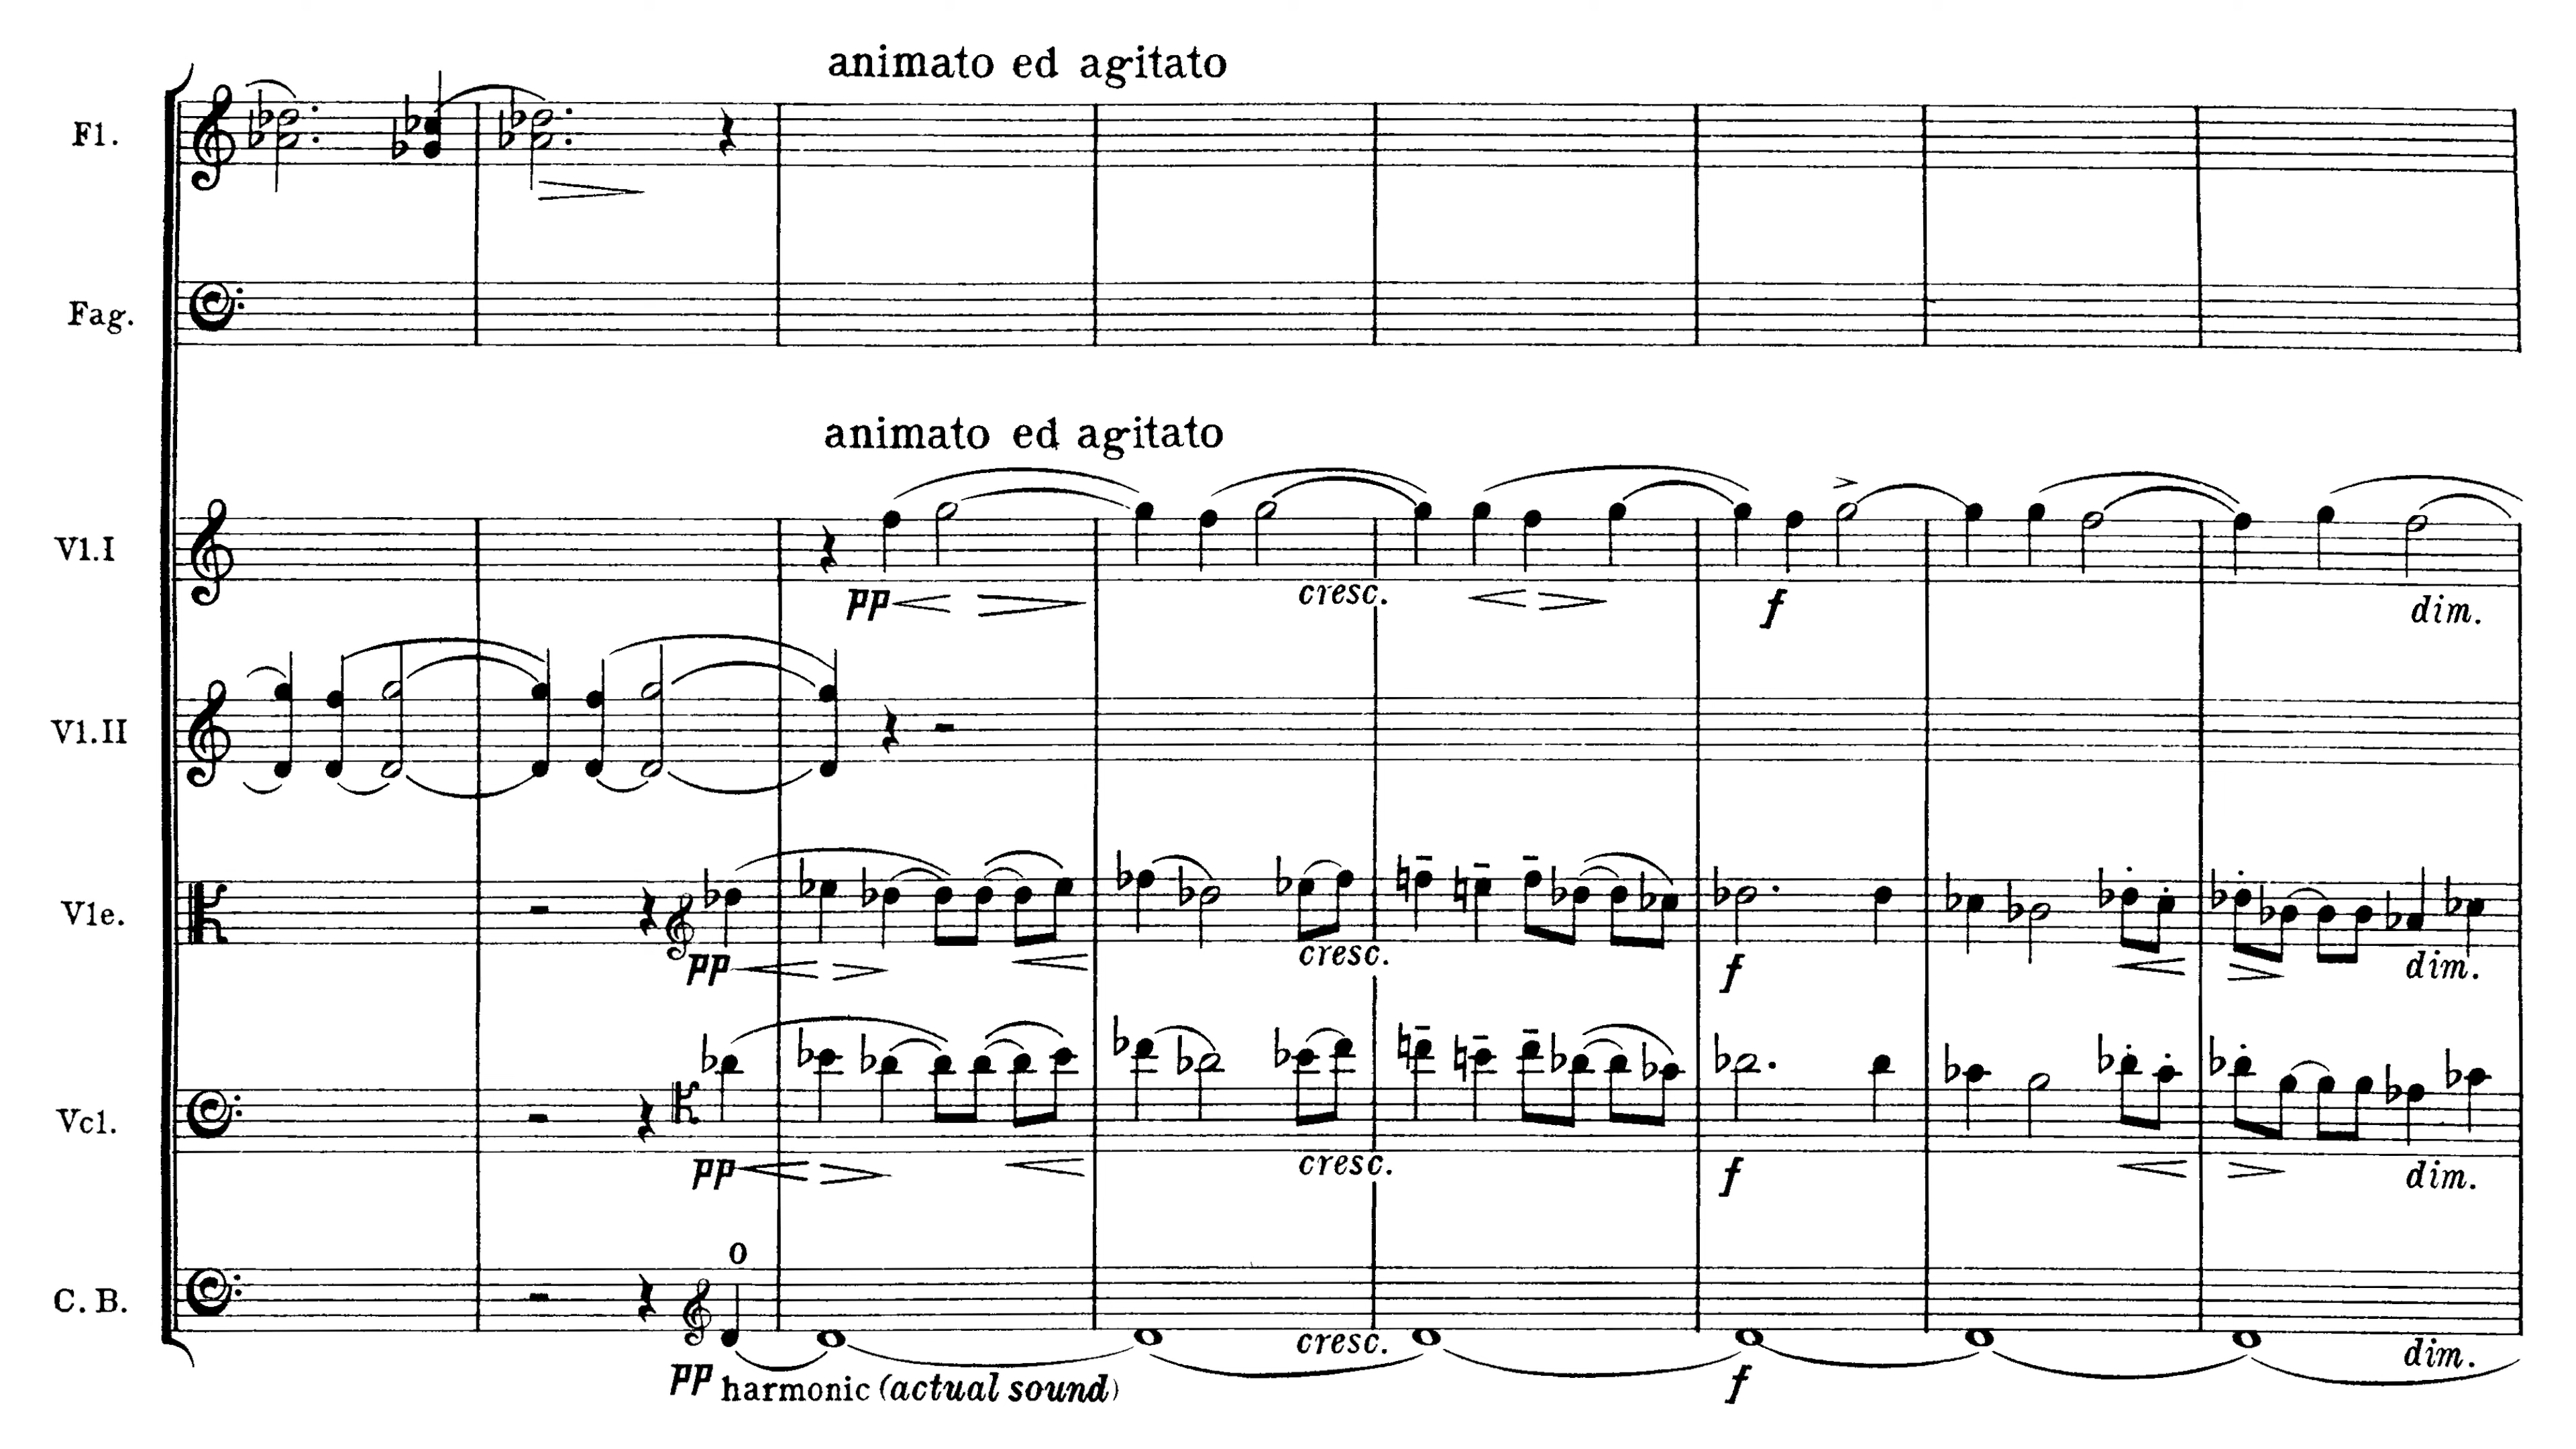 animato ed agitato
Fl.
Fag.
animato ed agitato
Vl.I
pp cresc. f dim.
Vl.II
Vle.
pp cresc. f dim.
Vcl.
pp cresc. f dim.
o
C. B.
cresc. dim.
pp harmonic (actual sound) f